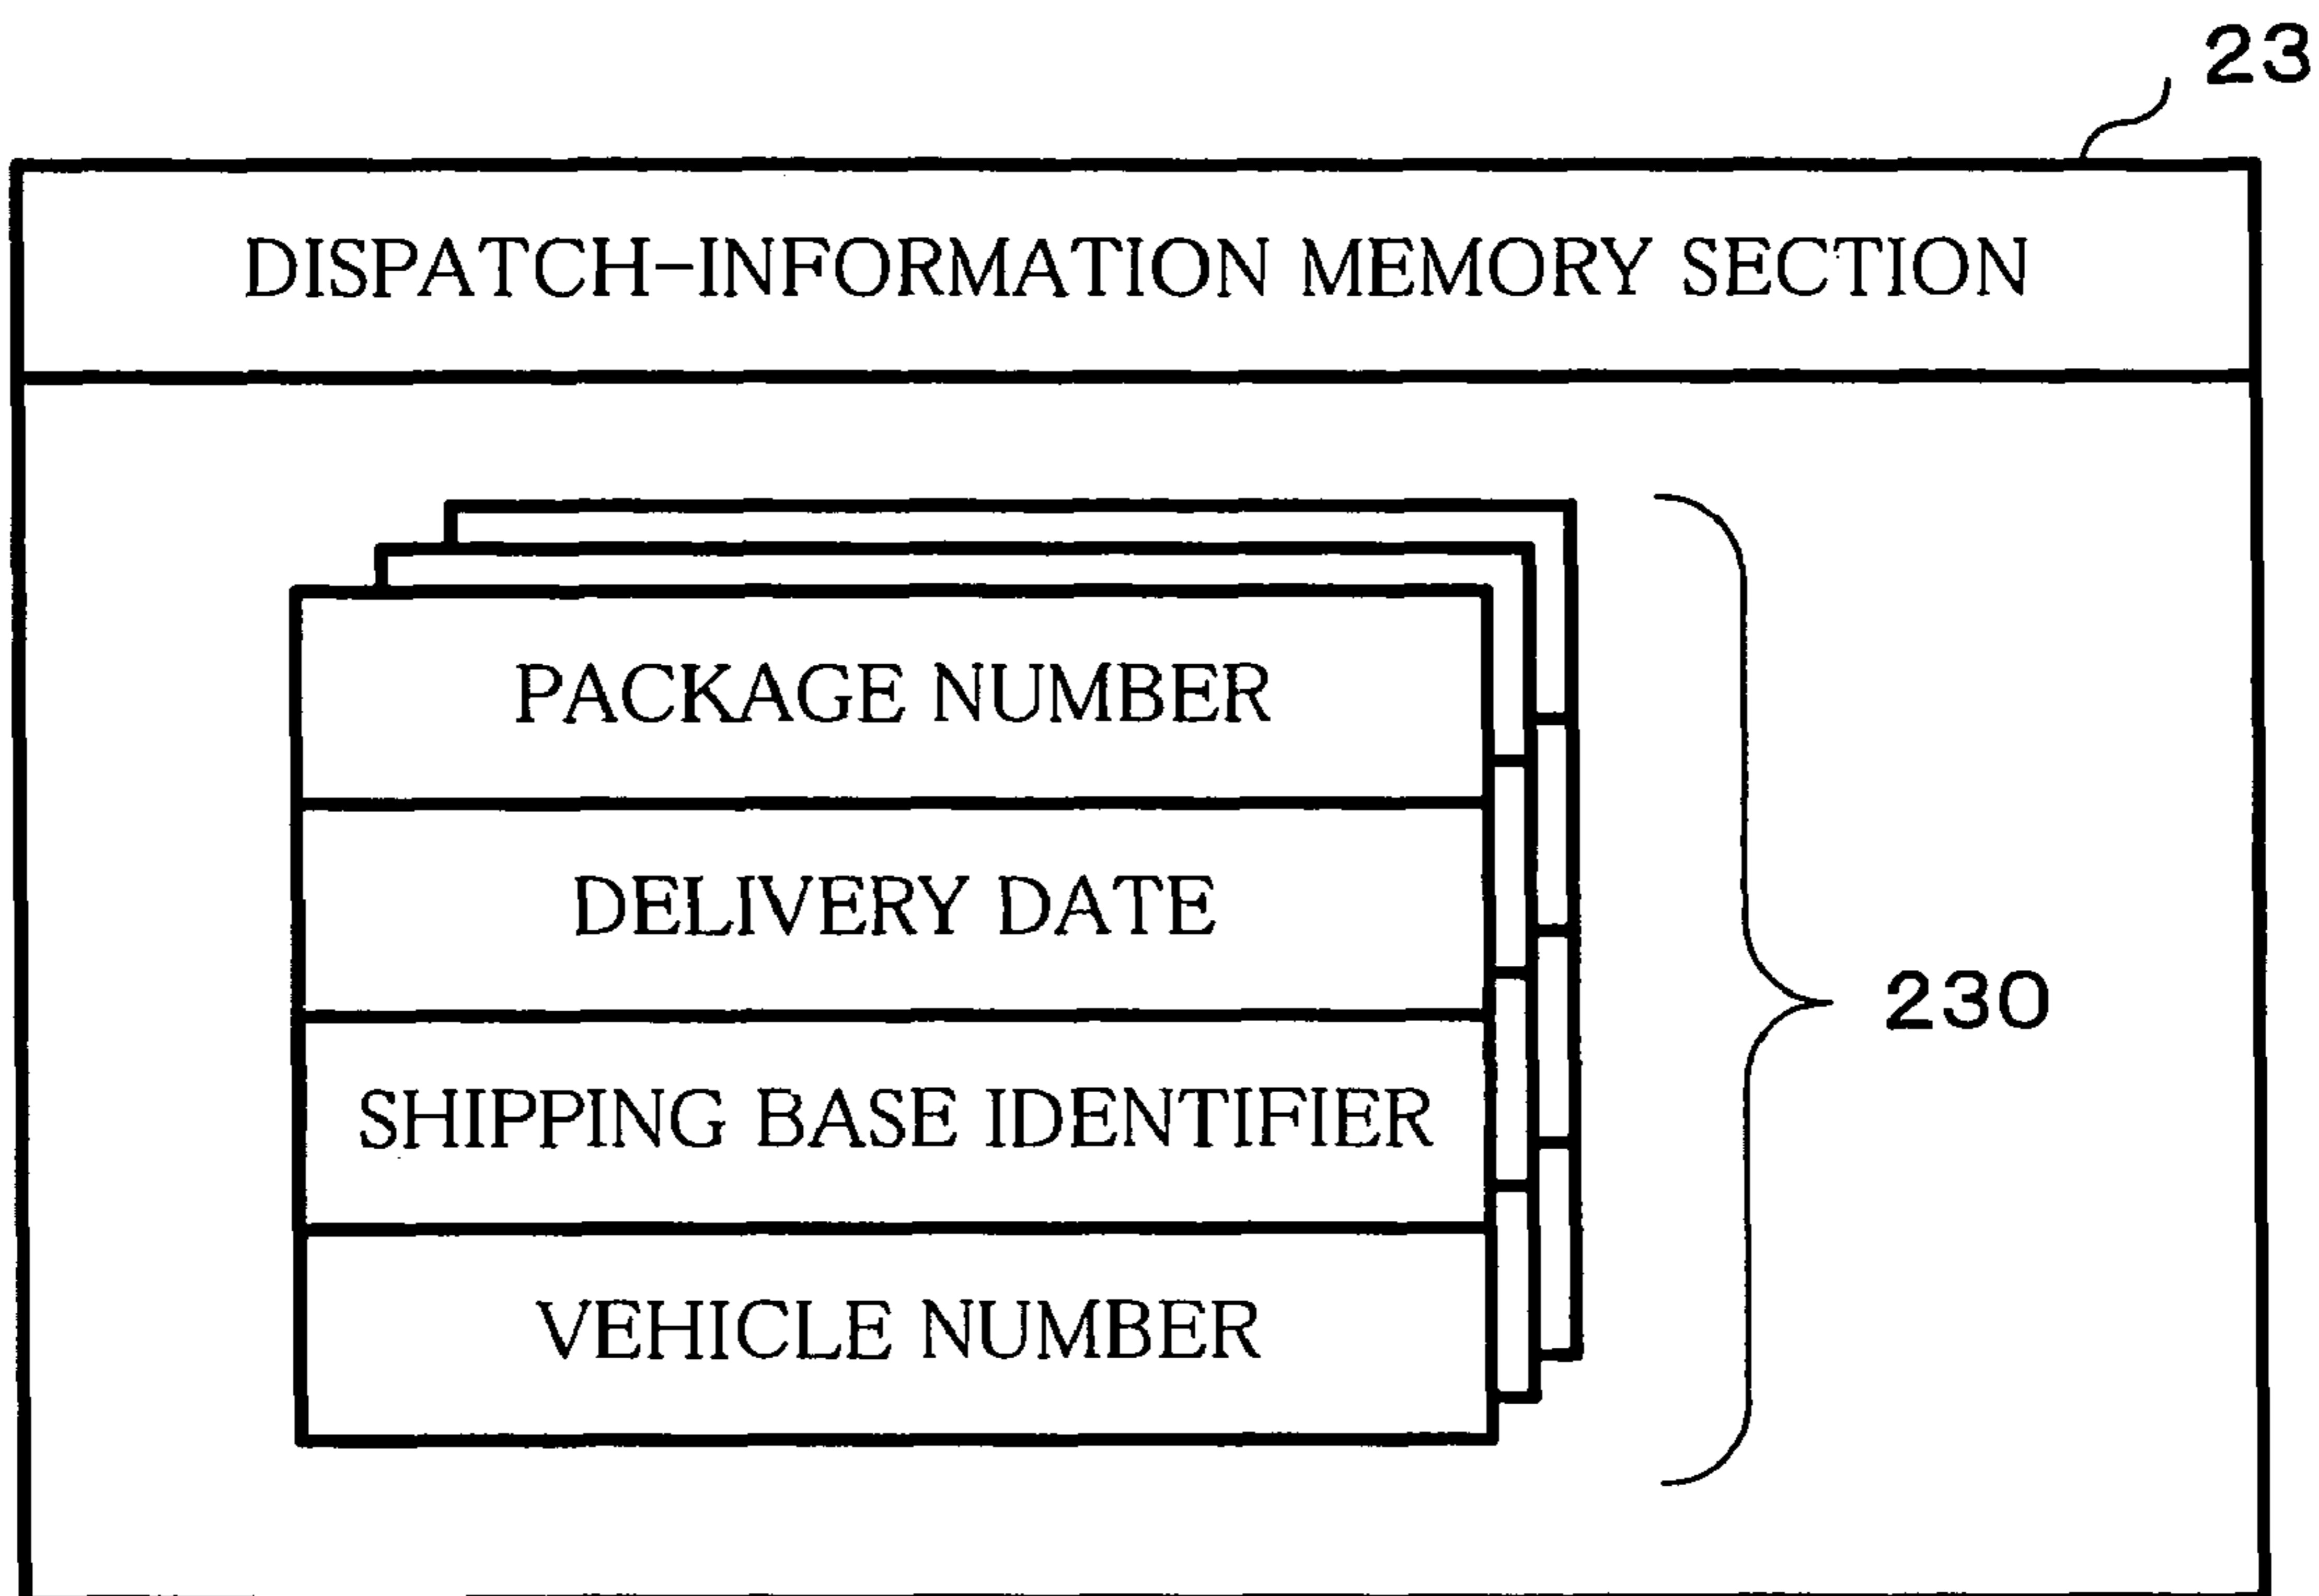 23
DISPATCH-INFORMATION MEMORY SECTION
PACKAGE NUMBER
DELIVERY DATE
230
SHIPPING BASE IDENTIFIER
VEHICLE NUMBER